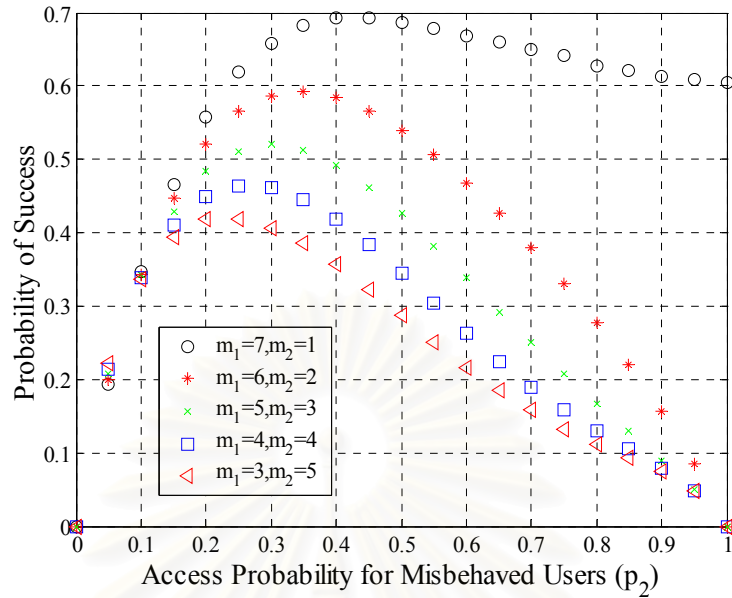 0.7
0.6
0.5
0.4
0.3
0.2
0.1
0
Probability of Success
m1=7,m2=1
m1=6,m2=2
m1=5,m2=3
m1=4,m2=4
m1=3,m2=5
0 0.1 0.2 0.3 0.4 0.5 0.6 0.7 0.8 0.9 1
Access Probability for Misbehaved Users (p2)